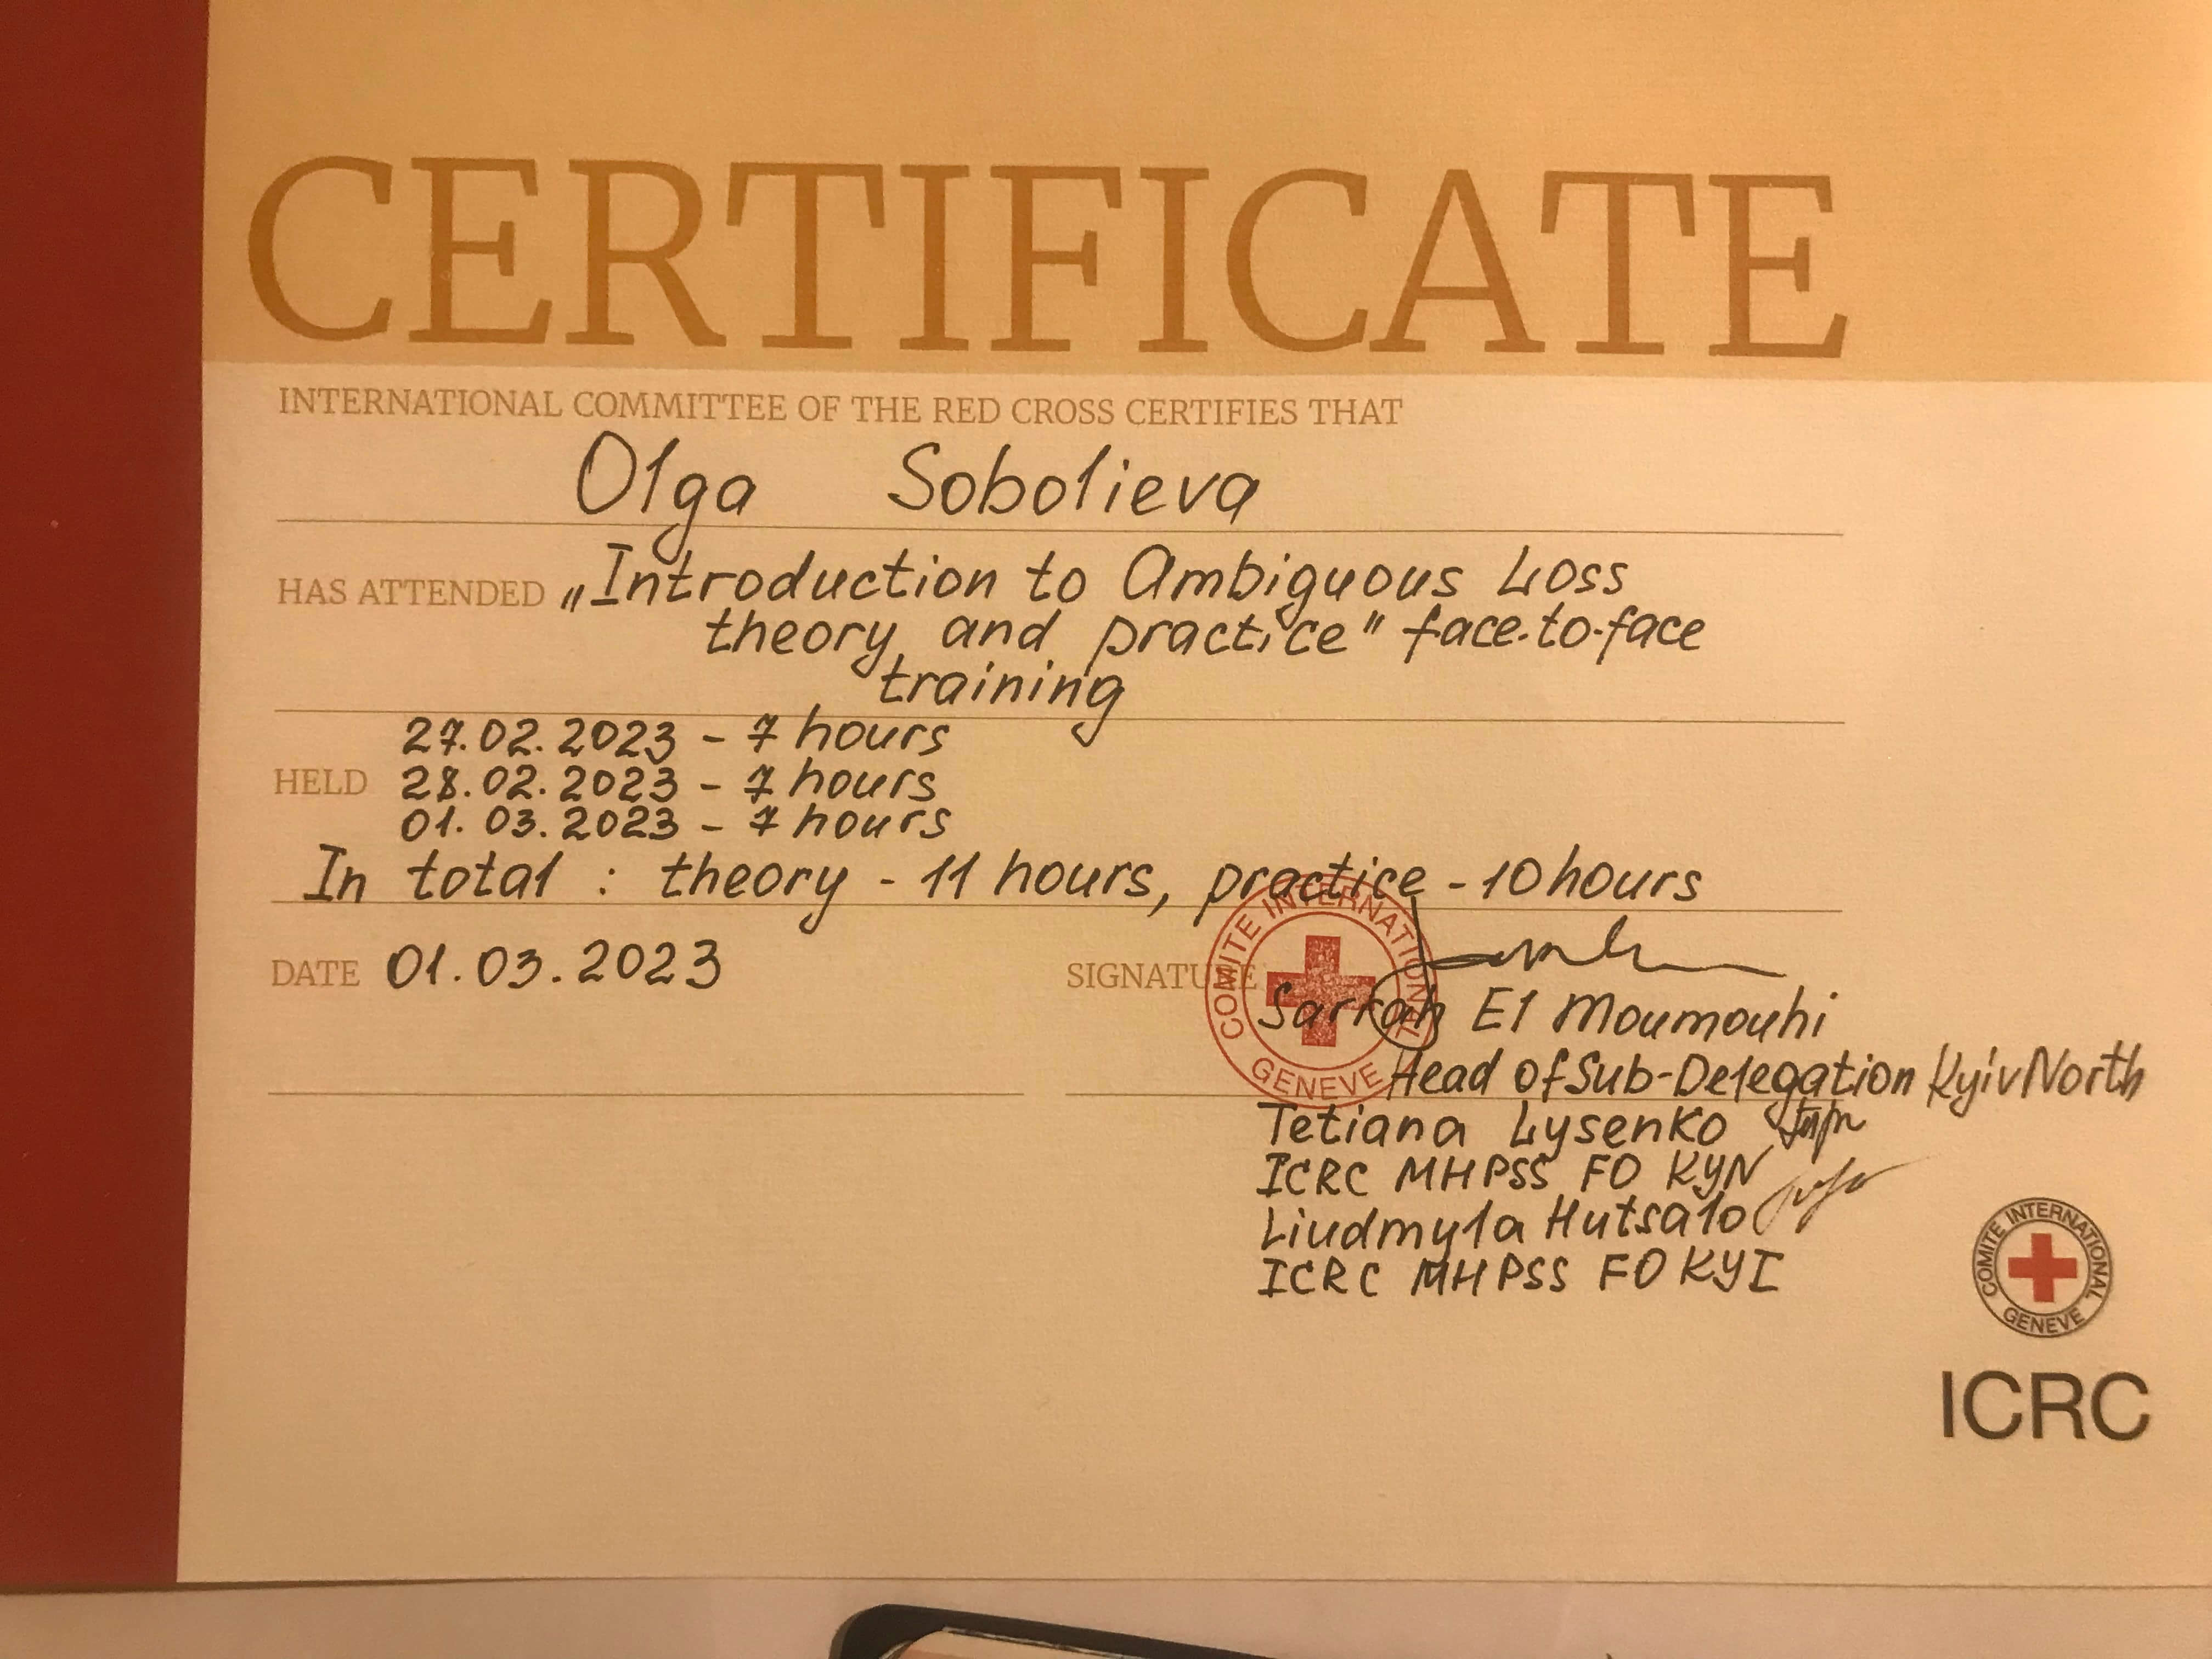 CERTIFICATE
INTERNATIONAL COMMITTEE OF THE RED CROSS CERTIFIES THAT
Olga Sobolieva
HAS ATTENDED „Introduction to Ambiguous Loss
theory and practice" face-to-face
training
27.02.2023 - 7 hours
HELD 28.02.2023 - 7 hours
01.03.2023 - 7 hours
In total : theory - 11 hours, practice - 10 hours
DATE 01.03.2023
SIGNATURE
COMITE INTERNATIONAL GENEVE
Sarrah El Moumouhi
Head of Sub-Delegation Kyiv North
Tetiana Lysenko
ICRC MHPSS FO KYN
Liudmyla Hutsalo
ICRC MHPSS FO KYI
COMITE INTERNATIONAL GENEVE
ICRC